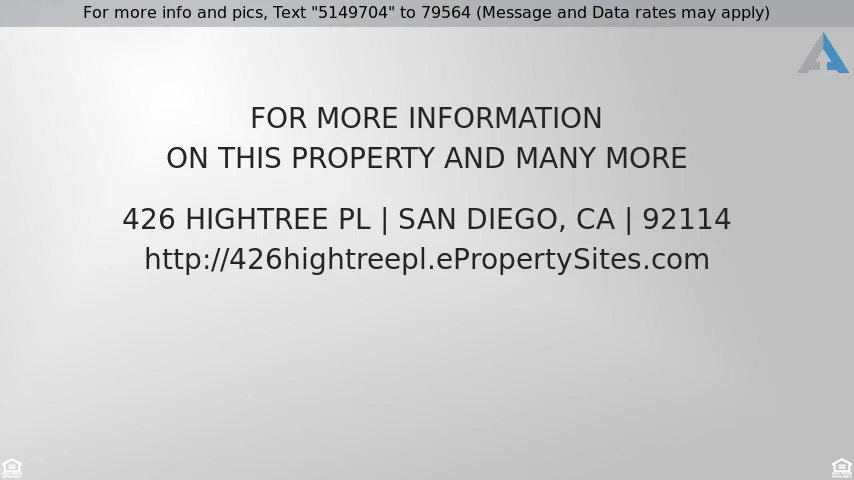 For more info and pics, Text "5149704" to 79564 (Message and Data rates may apply)
FOR MORE INFORMATION
ON THIS PROPERTY AND MANY MORE
426 HIGHTREE PL | SAN DIEGO, CA | 92114
http://426hightreepl.ePropertySites.com